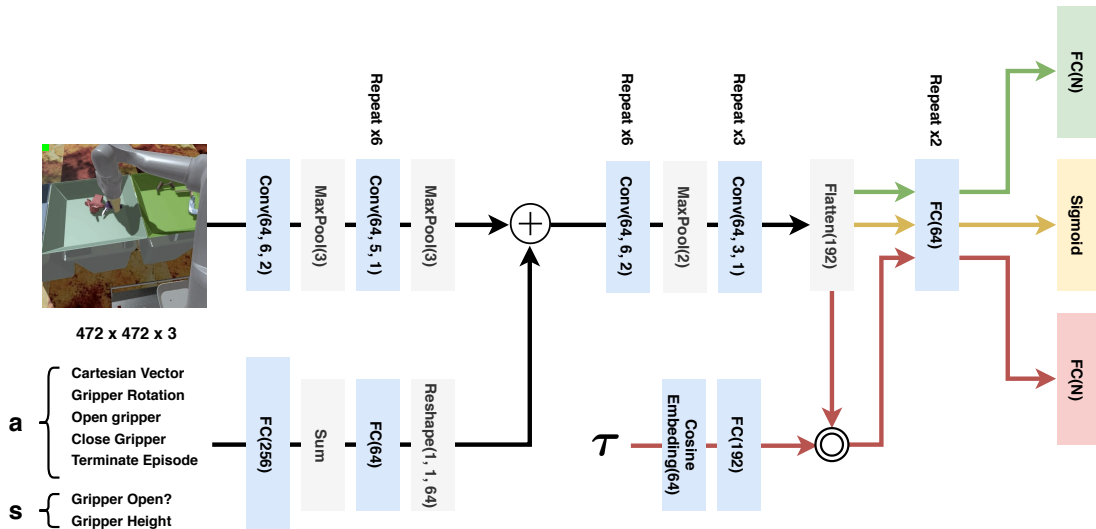 Repeat x6
Repeat x6
Repeat x3
Repeat x2
FC(N)
Conv(64, 6, 2)
MaxPool(3)
Conv(64, 5, 1)
MaxPool(3)
Conv(64, 6, 2)
MaxPool(2)
Conv(64, 3, 1)
Flatten(192)
FC(64)
Sigmoid
FC(N)
472 x 472 x 3
a
Cartesian Vector
Gripper Rotation
Open gripper
Close Gripper
Terminate Episode
s
Gripper Open?
Gripper Height
FC(256)
Sum
FC(64)
Reshape(1, 1, 64)
τ
Cosine
Embeding(64)
FC(192)